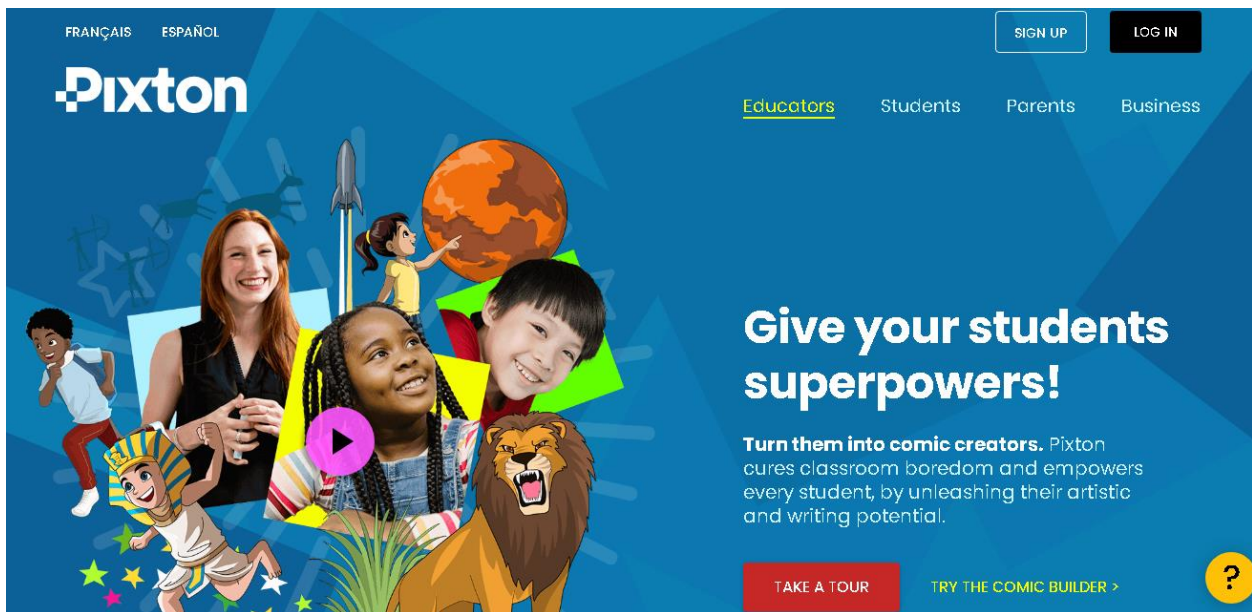 FRANÇAIS ESPAÑOL
SIGN UP LOG IN
Pixton
Educators Students Parents Business
Give your students
superpowers!
Turn them into comic creators. Pixton
cures classroom boredom and empowers
every student, by unleashing their artistic
and writing potential.
TAKE A TOUR TRY THE COMIC BUILDER >
?